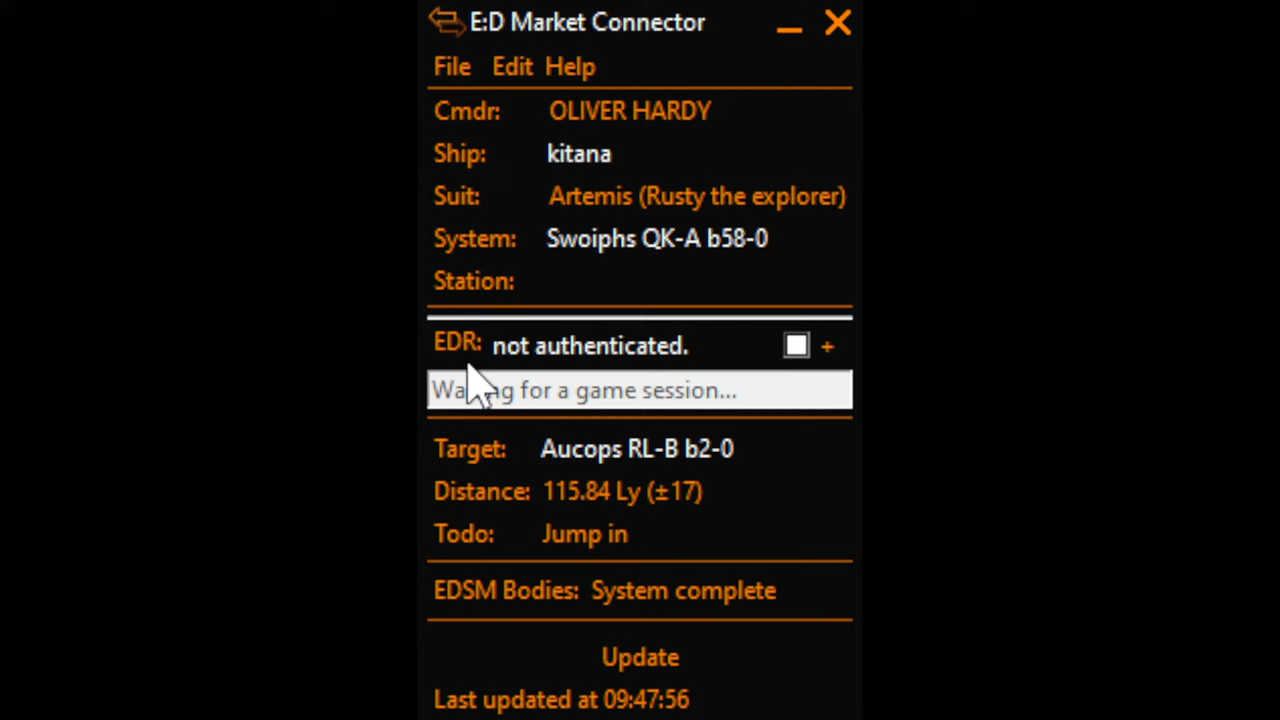 E:D Market Connector
File Edit Help
Cmdr: OLIVER HARDY
Ship: kitana
Suit: Artemis (Rusty the explorer)
System: Swoiphs QK-A b58-0
Station:
EDR: not authenticated. +
for a game session...
Target: Aucops RL-B b2-0
Distance: 115.84 Ly (±17)
Todo: Jump in
EDSM Bodies: System complete
Update
Last updated at 09:47:56